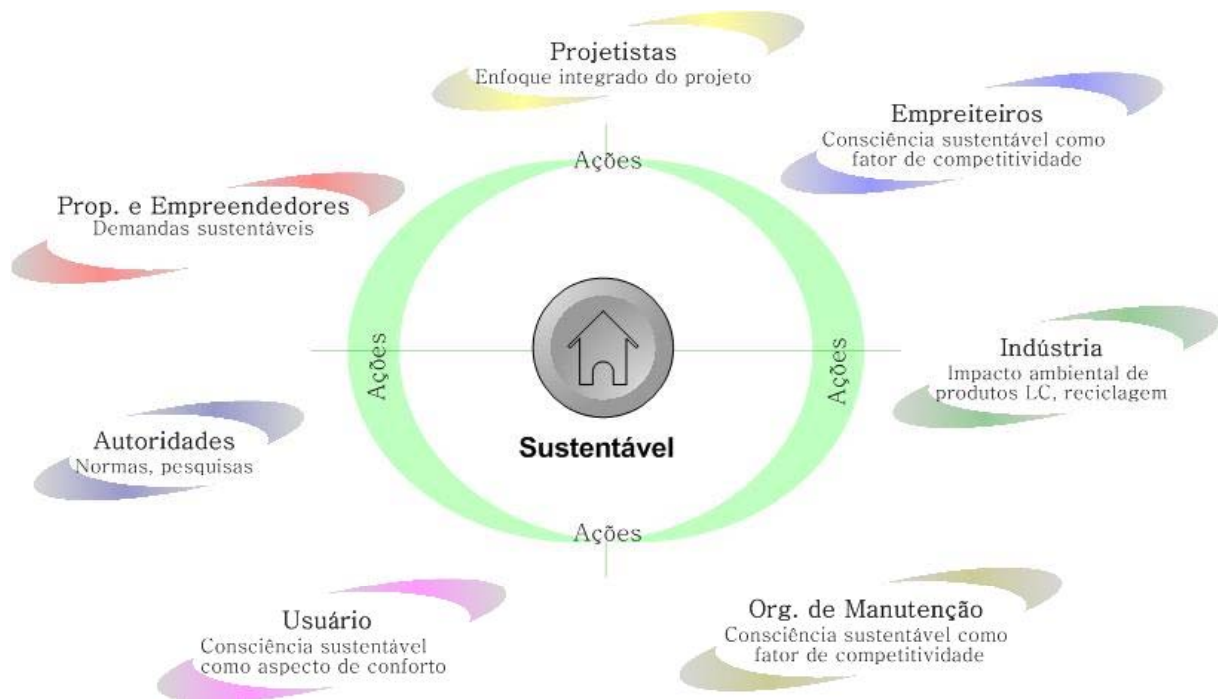 Projetistas
Enfoque integrado do projeto
Empreiteiros
Consciência sustentável como
fator de competitividade
Ações
Prop. e Empreendedores
Demandas sustentáveis
Ações
Ações
Indústria
Impacto ambiental de
produtos LC, reciclagem
Sustentável
Autoridades
Normas, pesquisas
Ações
Usuário
Consciência sustentável
como aspecto de conforto
Org. de Manutenção
Consciência sustentável como
fator de competitividade